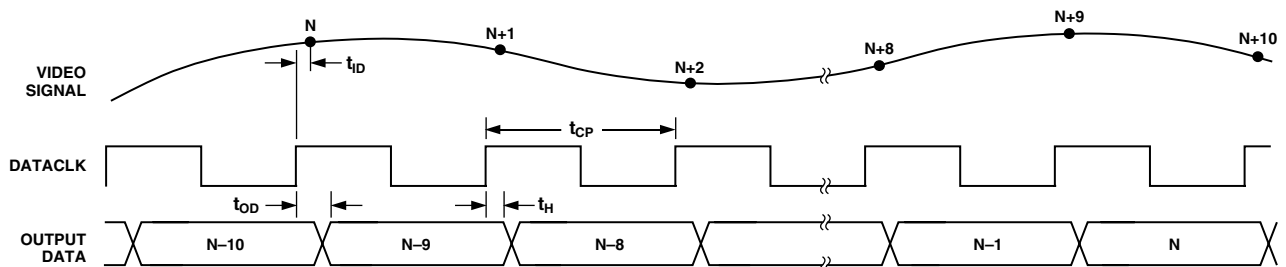 N N+1 N+2 N+8 N+9 N+10
VIDEO
SIGNAL
tID
tCP
DATACLK
tOD tH
OUTPUT
DATA
N–10 N–9 N–8 N–1 N